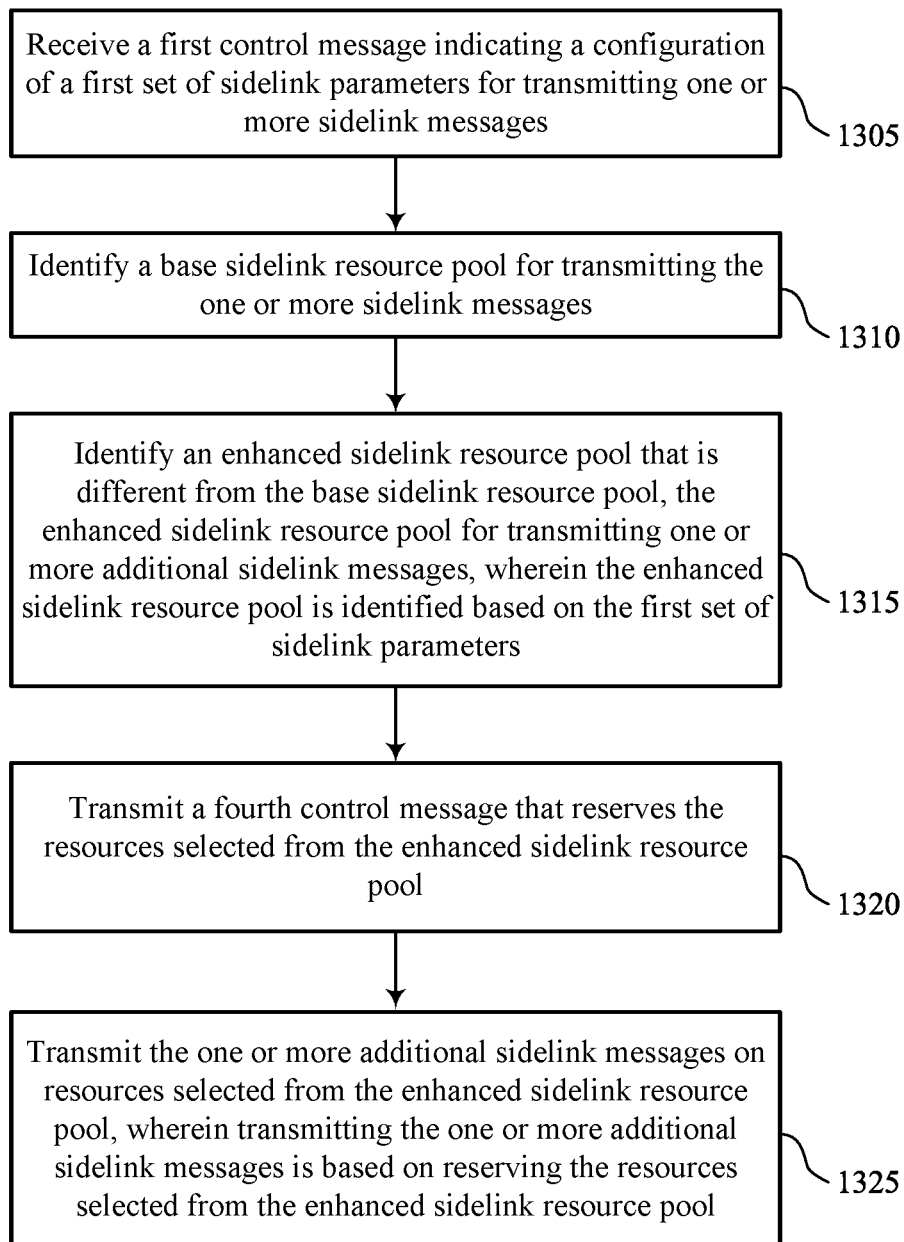 Receive a first control message indicating a configuration
of a first set of sidelink parameters for transmitting one or
more sidelink messages
1305
Identify a base sidelink resource pool for transmitting the
one or more sidelink messages
1310
Identify an enhanced sidelink resource pool that is
different from the base sidelink resource pool, the
enhanced sidelink resource pool for transmitting one or
more additional sidelink messages, wherein the enhanced
sidelink resource pool is identified based on the first set of
sidelink parameters
1315
Transmit a fourth control message that reserves the
resources selected from the enhanced sidelink resource
pool
1320
Transmit the one or more additional sidelink messages on
resources selected from the enhanced sidelink resource
pool, wherein transmitting the one or more additional
sidelink messages is based on reserving the resources
selected from the enhanced sidelink resource pool
1325